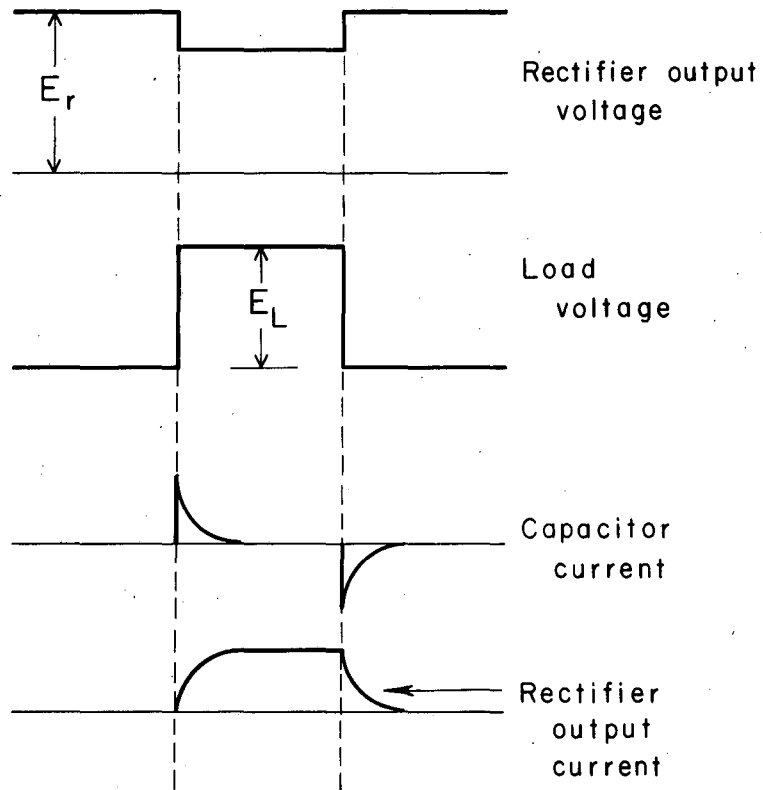 E_r
Rectifier output
voltage
E_L
Load
voltage
Capacitor
current
Rectifier
output
current